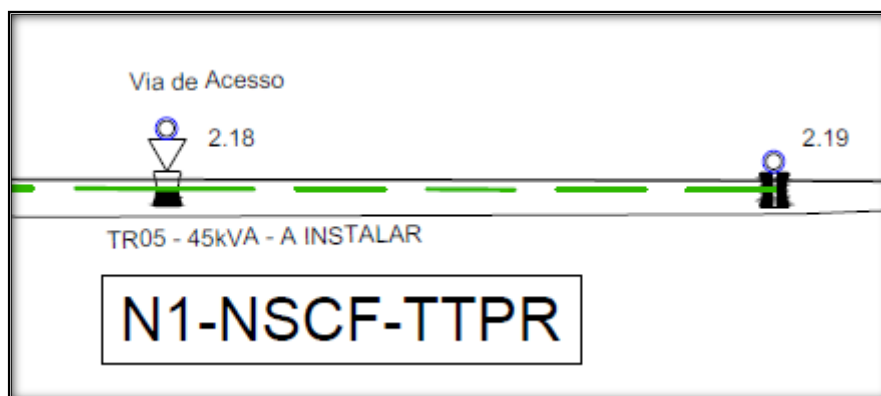 Via de Acesso
2.18
2.19
TR05 - 45kVA - A INSTALAR
N1-NSCF-TTPR